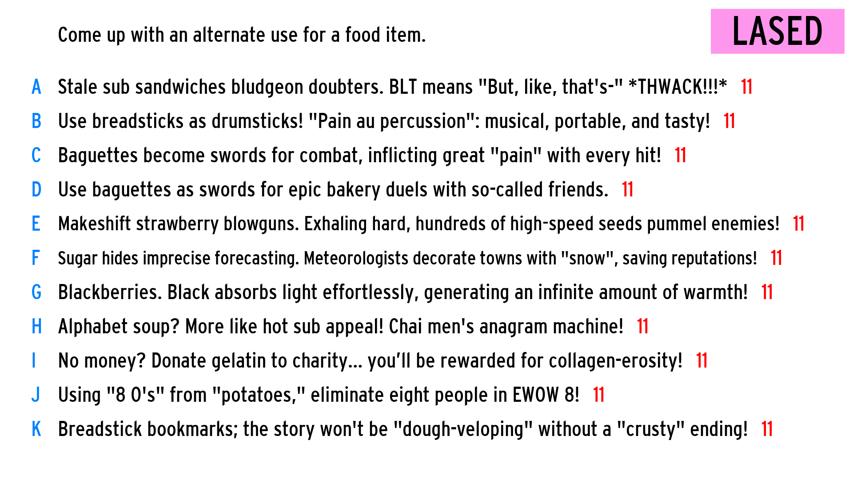 Come up with an alternate use for a food item.
LASED
A Stale sub sandwiches bludgeon doubters. BLT means "But, like, that's-" *THWACK!!!* 11
B Use breadsticks as drumsticks! "Pain au percussion": musical, portable, and tasty! 11
C Baguettes become swords for combat, inflicting great "pain" with every hit! 11
D Use baguettes as swords for epic bakery duels with so-called friends. 11
E Makeshift strawberry blowguns. Exhaling hard, hundreds of high-speed seeds pummel enemies! 11
F Sugar hides imprecise forecasting. Meteorologists decorate towns with "snow", saving reputations! 11
G Blackberries. Black absorbs light effortlessly, generating an infinite amount of warmth! 11
H Alphabet soup? More like hot sub appeal! Chai men's anagram machine! 11
I No money? Donate gelatin to charity... you'll be rewarded for collagen-erosity! 11
J Using "8 O's" from "potatoes," eliminate eight people in EWOW 8! 11
K Breadstick bookmarks; the story won't be "dough-veloping" without a "crusty" ending! 11